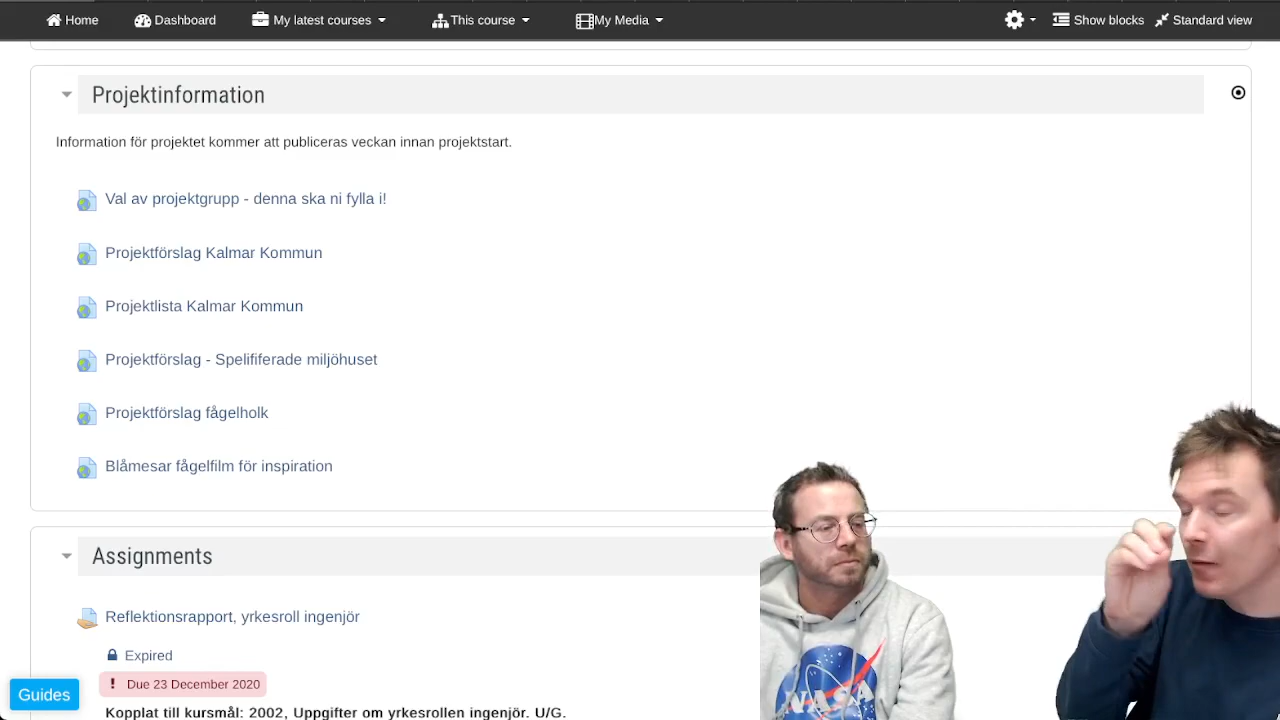 Home Dashboard My latest courses This course My Media Show blocks Standard view
Projektinformation
Information för projektet kommer att publiceras veckan innan projektstart.
Val av projektgrupp - denna ska ni fylla i!
Projektförslag Kalmar Kommun
Projektlista Kalmar Kommun
Projektförslag - Spelififerade miljöhuset
Projektförslag fågelholk
Blåmesar fågelfilm för inspiration
Assignments
Reflektionsrapport, yrkesroll ingenjör
Expired
! Due 23 December 2020
Guides
Kopplat till kursmål: 2002, Uppgifter om yrkesrollen ingenjör. U/G.
NASA